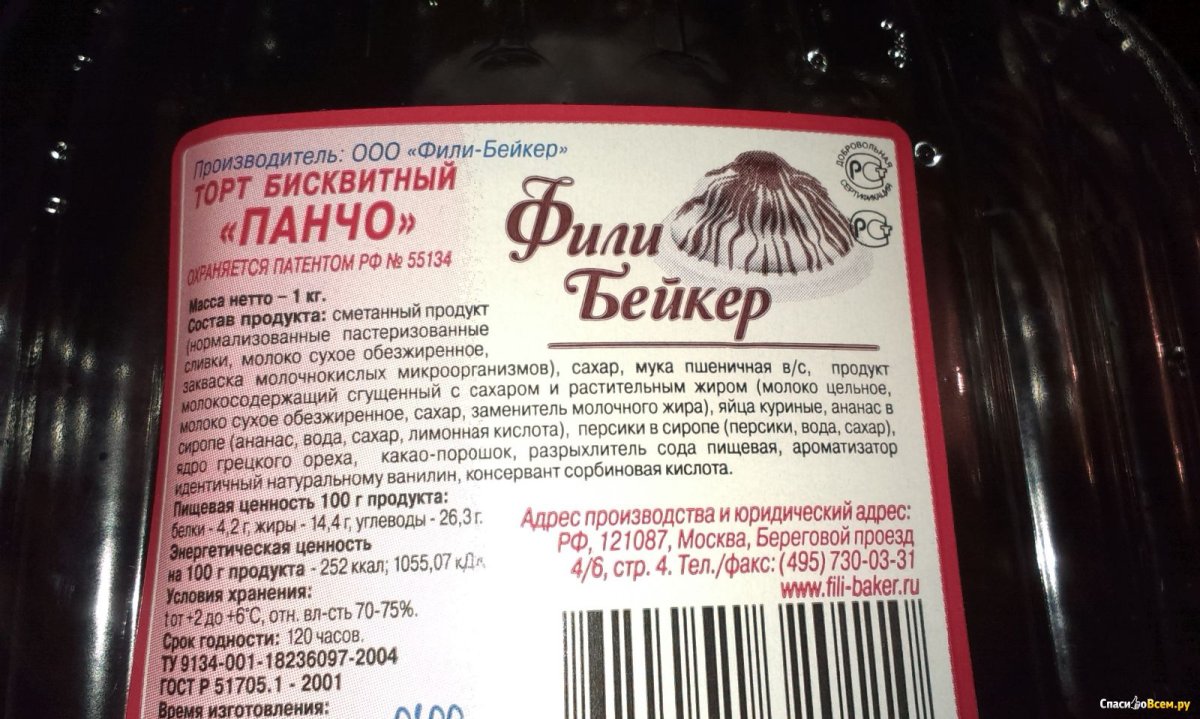 Производитель: ООО «Фили-Бейкер»
ТОРТ БИСКВИТНЫЙ
«ПАНЧО»
ОХРАНЯЕТСЯ ПАТЕНТОМ РФ № 55134
Фили
Бейкер
ДОБРОВОЛЬНАЯ
СЕРТИФИКАЦИЯ
Масса нетто – 1 кг.
Состав продукта: сметанный продукт
(нормализованные пастеризованные
сливки, молоко сухое обезжиренное,
закваска молочнокислых микроорганизмов), сахар, мука пшеничная в/с, продукт
молокосодержащий сгущенный с сахаром и растительным жиром (молоко цельное,
молоко сухое обезжиренное, сахар, заменитель молочного жира), яйца куриные, ананас в
сиропе (ананас, вода, сахар, лимонная кислота), персики в сиропе (персики, вода, сахар),
ядро грецкого ореха, какао-порошок, разрыхлитель сода пищевая, ароматизатор
идентичный натуральному ванилин, консервант сорбиновая кислота.
Пищевая ценность 100 г продукта:
белки - 4,2 г, жиры - 14,4 г, углеводы - 26,3 г.
Энергетическая ценность
на 100 г продукта - 252 ккал; 1055,07 кДж
Условия хранения:
t от +2 до +6°С, отн. вл-сть 70-75%.
Срок годности: 120 часов.
ТУ 9134-001-18236097-2004
ГОСТ Р 51705.1 - 2001
Время изготовления:
Адрес производства и юридический адрес:
РФ, 121087, Москва, Береговой проезд
4/6, стр. 4. Тел./факс: (495) 730-03-31
www.fili-baker.ru
СпасибоВсем.ру